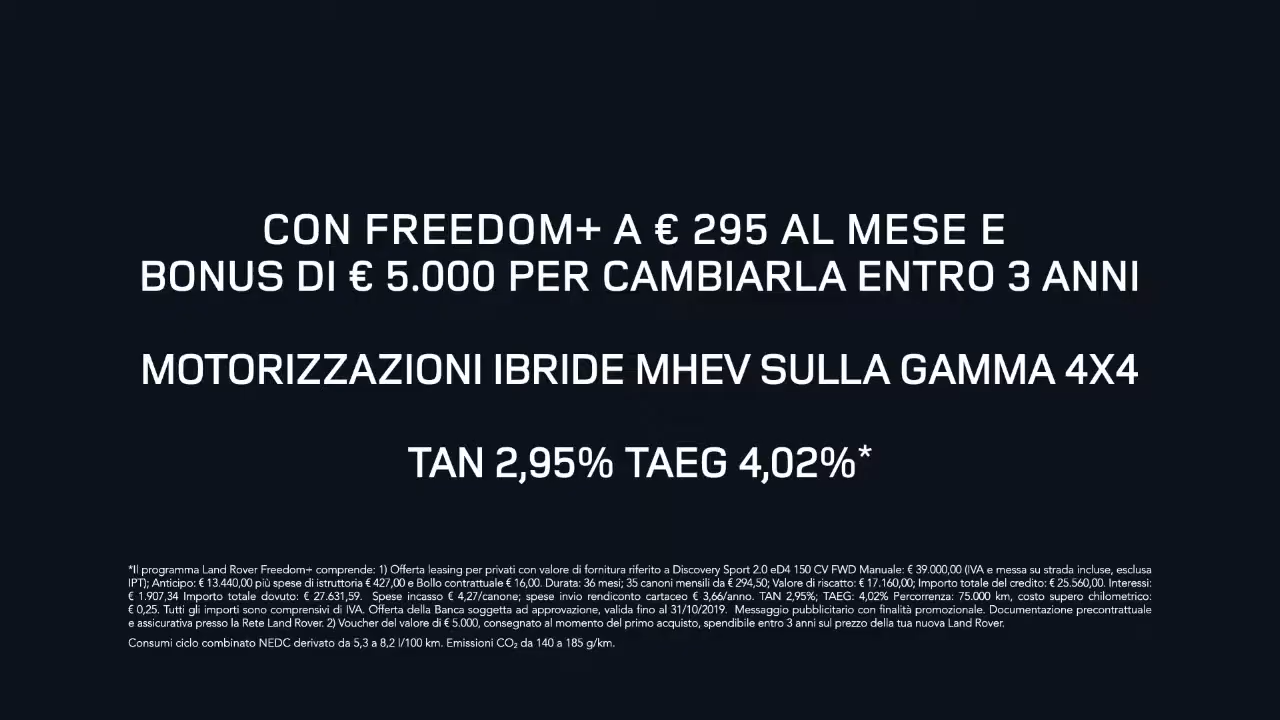 CON FREEDOM+ A € 295 AL MESE E
BONUS DI € 5.000 PER CAMBIARLA ENTRO 3 ANNI
MOTORIZZAZIONI IBRIDE MHEV SULLA GAMMA 4X4
TAN 2,95% TAEG 4,02%*
*Il programma Land Rover Freedom+ comprende: 1) Offerta leasing per privati con valore di fornitura riferito a Discovery Sport 2.0 eD4 150 CV FWD Manuale: € 39.000,00 (IVA e messa su strada incluse, esclusa
IPT); Anticipo: € 13.440,00 più spese di istruttoria € 427,00 e Bollo contrattuale € 16,00. Durata: 36 mesi; 35 canoni mensili da € 294,50; Valore di riscatto: € 17.160,00; Importo totale del credito: € 25.560,00. Interessi:
€ 1.907,34 Importo totale dovuto: € 27.631,59. Spese incasso € 4,27/canone; spese invio rendiconto cartaceo € 3,66/anno. TAN 2,95%; TAEG: 4,02% Percorrenza: 75.000 km, costo supero chilometrico:
€ 0,25. Tutti gli importi sono comprensivi di IVA. Offerta della Banca soggetta ad approvazione, valida fino al 31/10/2019. Messaggio pubblicitario con finalità promozionale. Documentazione precontrattuale
e assicurativa presso la Rete Land Rover. 2) Voucher del valore di € 5.000, consegnato al momento del primo acquisto, spendibile entro 3 anni sul prezzo della tua nuova Land Rover.
Consumi ciclo combinato NEDC derivato da 5,3 a 8,2 l/100 km. Emissioni CO₂ da 140 a 185 g/km.